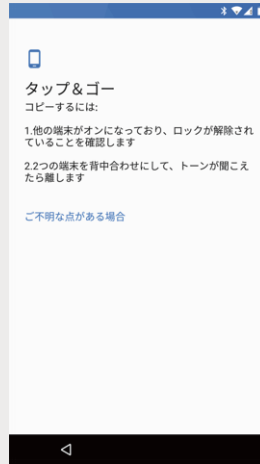 タップ＆ゴー
コピーするには:
1.他の端末がオンになっており、ロックが解除され
ていることを確認します
2.2つの端末を背中合わせにして、トーンが聞こえ
たら離します
ご不明な点がある場合